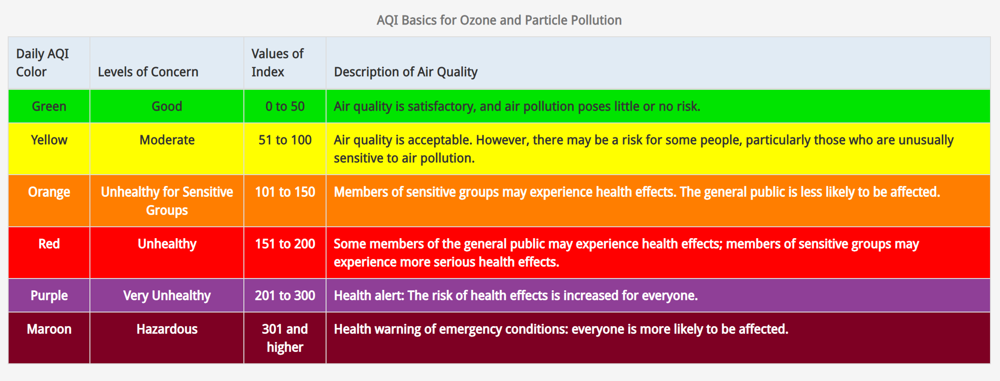 AQI Basics for Ozone and Particle Pollution
Daily AQI
Color
Levels of Concern
Values of
Index
Description of Air Quality
Green
Good
0 to 50
Air quality is satisfactory, and air pollution poses little or no risk.
Yellow
Moderate
51 to 100
Air quality is acceptable. However, there may be a risk for some people, particularly those who are unusually
sensitive to air pollution.
Orange
Unhealthy for Sensitive
Groups
101 to 150
Members of sensitive groups may experience health effects. The general public is less likely to be affected.
Red
Unhealthy
151 to 200
Some members of the general public may experience health effects; members of sensitive groups may
experience more serious health effects.
Purple
Very Unhealthy
201 to 300
Health alert: The risk of health effects is increased for everyone.
Maroon
Hazardous
301 and
higher
Health warning of emergency conditions: everyone is more likely to be affected.